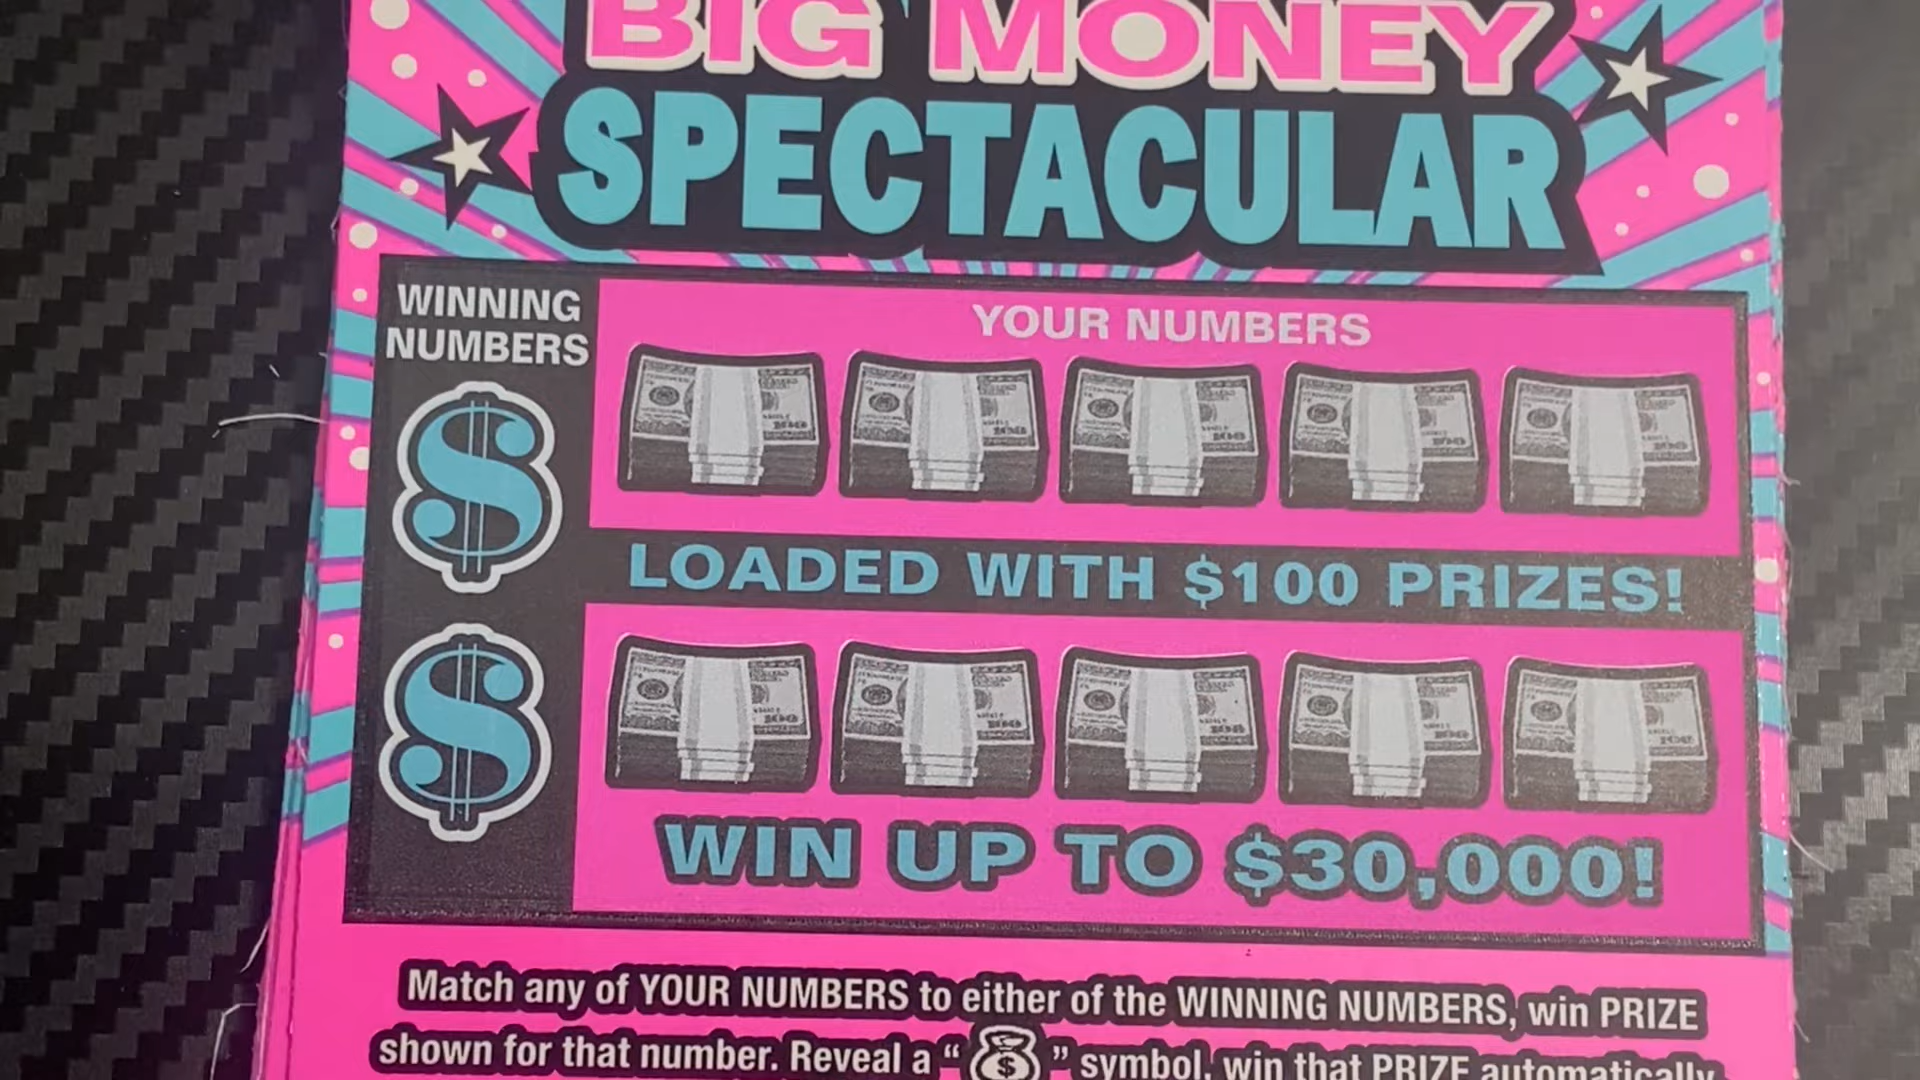 BIG MONEY
SPECTACULAR
WINNING
NUMBERS
YOUR NUMBERS
LOADED WITH $100 PRIZES!
WIN UP TO $30,000!
Match any of YOUR NUMBERS to either of the WINNING NUMBERS, win PRIZE
shown for that number. Reveal a “ $ ” symbol, win that PRIZE automatically